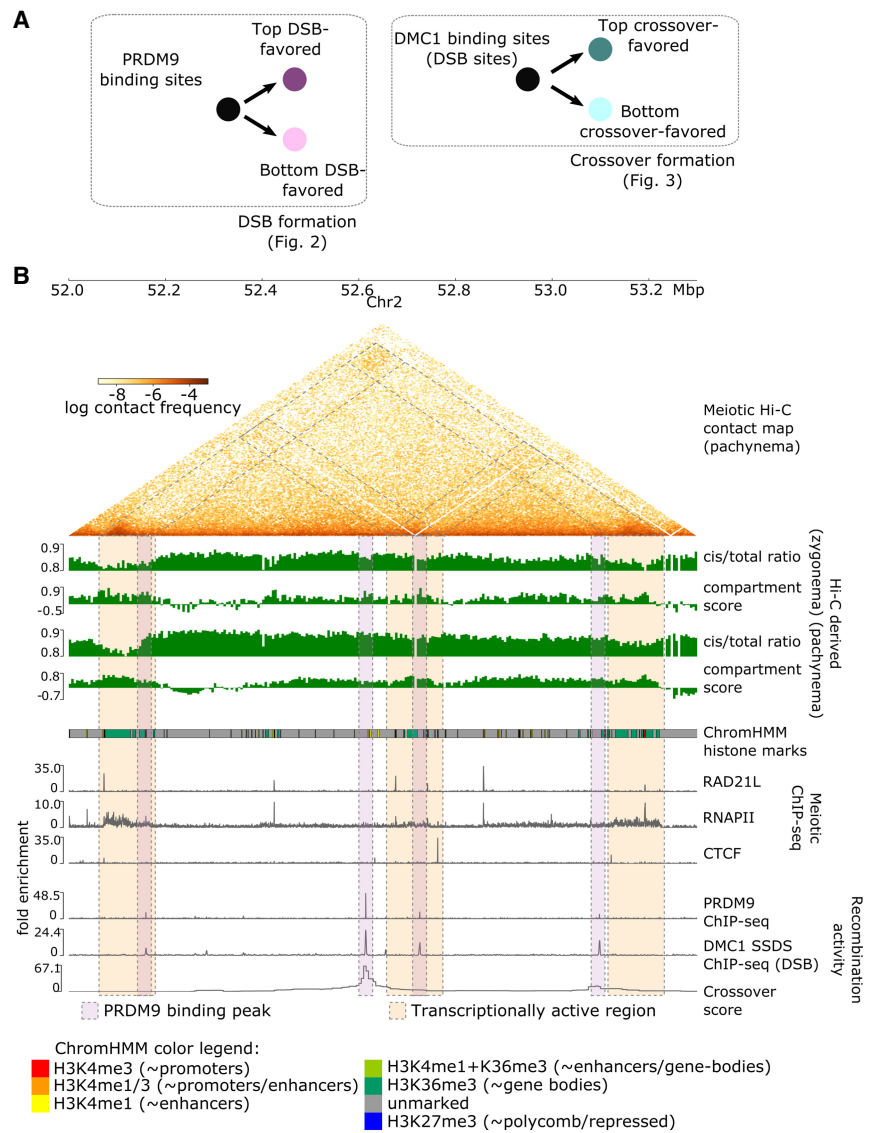 A
PRDM9
binding sites
Top DSB-
favored
Bottom DSB-
favored
DSB formation
(Fig. 2)
DMC1 binding sites
(DSB sites)
Top crossover-
favored
Bottom
crossover-favored
Crossover formation
(Fig. 3)
B
52.0 52.2 52.4 52.6 52.8 53.0 53.2 Mbp
Chr2
-8 -6 -4
log contact frequency
Meiotic Hi-C
contact map
(pachynema)
0.9
0.8
cis/total ratio
0.9
-0.5
compartment
score
0.9
0.8
cis/total ratio
0.8
-0.7
compartment
score
Hi-C derived
(zygonema) (pachynema)
ChromHMM
histone marks
35.0
0
RAD21L
10.0
0
RNAPII
35.0
0
CTCF
Meiotic
ChIP-seq
fold enrichment
48.5
0
PRDM9
ChIP-seq
24.4
0
DMC1 SSDS
ChIP-seq (DSB)
67.1
0
Crossover
score
Recombination
activity
PRDM9 binding peak
Transcriptionally active region
ChromHMM color legend:
H3K4me3 (~promoters)
H3K4me1/3 (~promoters/enhancers)
H3K4me1 (~enhancers)
H3K4me1+K36me3 (~enhancers/gene-bodies)
H3K36me3 (~gene bodies)
unmarked
H3K27me3 (~polycomb/repressed)